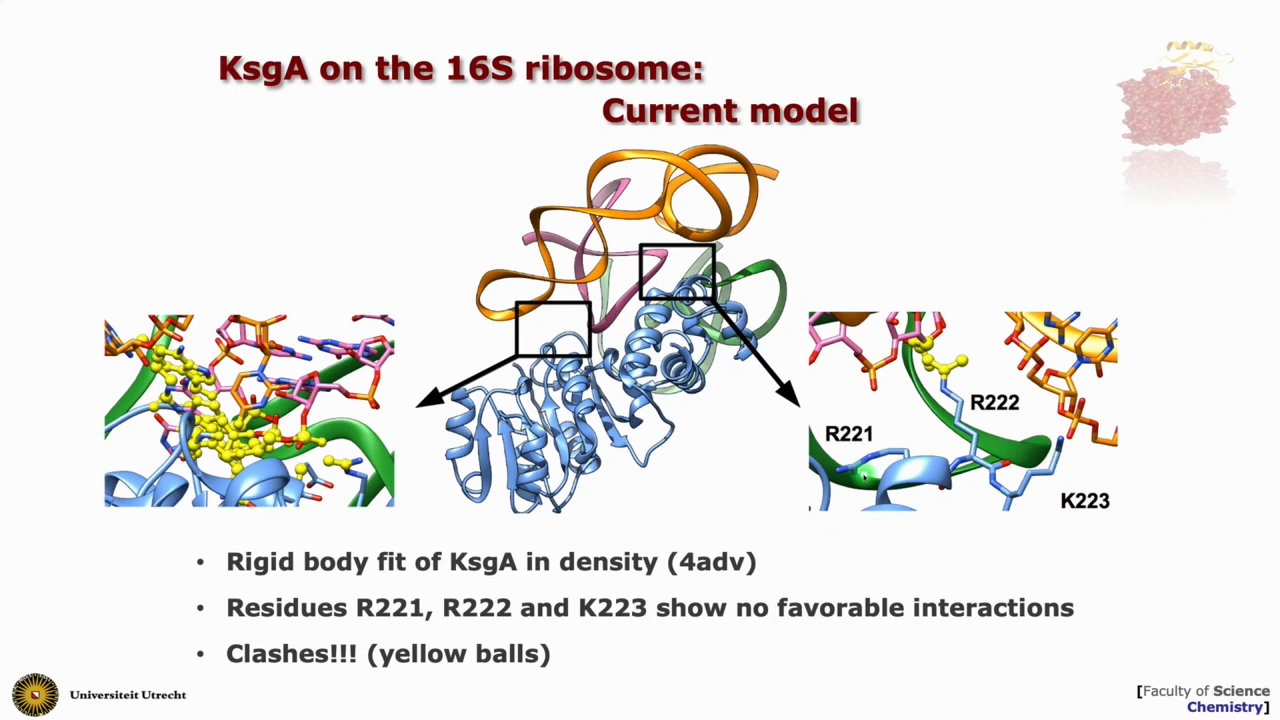 KsgA on the 16S ribosome:
Current model
R222
R221
K223
• Rigid body fit of KsgA in density (4adv)
• Residues R221, R222 and K223 show no favorable interactions
• Clashes!!! (yellow balls)
Universiteit Utrecht
[Faculty of Science
Chemistry]